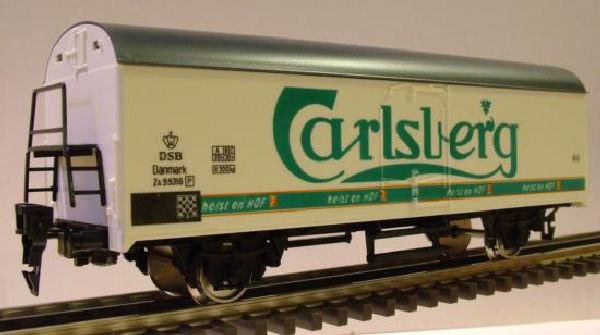 Carlsberg
DSB
Danmark
helst en HOF helst en HOF helst en HOF helst en HOF